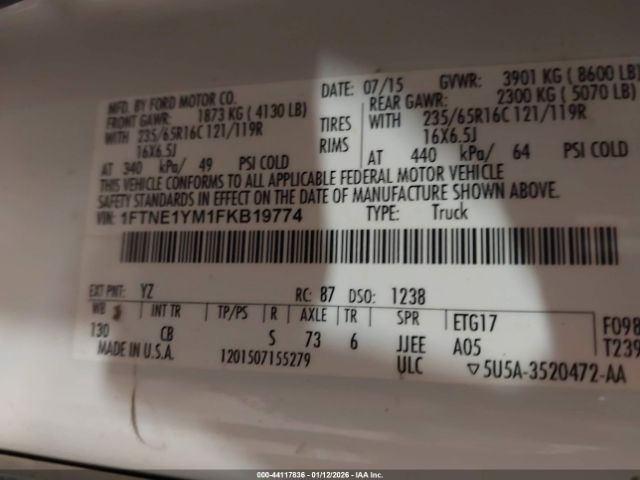 MFD. BY FORD MOTOR CO.
DATE: 07/15 GVWR: 3901 KG ( 8600 LB)
FRONT GAWR: 1873 KG ( 4130 LB) REAR GAWR: 2300 KG ( 5070 LB)
WITH 235/65R16C 121/119R TIRES WITH 235/65R16C 121/119R
16X6.5J RIMS 16X6.5J
AT 340 kPa/ 49 PSI COLD AT 440 kPa/ 64 PSI COLD
THIS VEHICLE CONFORMS TO ALL APPLICABLE FEDERAL MOTOR VEHICLE
SAFETY STANDARDS IN EFFECT ON THE DATE OF MANUFACTURE SHOWN ABOVE.
VIN: 1FTNE1YM1FKB19774 TYPE: Truck
EXT PNT: YZ RC: 87 DSO: 1238
WB INT TR TP/PS R AXLE TR SPR ETG17 F098
130 CB S 73 6 JJEE A05 T239
MADE IN U.S.A. 1201507155279 ULC ▽5U5A-3520472-AA
000-44117836 - 01/12/2026 - IAA Inc.